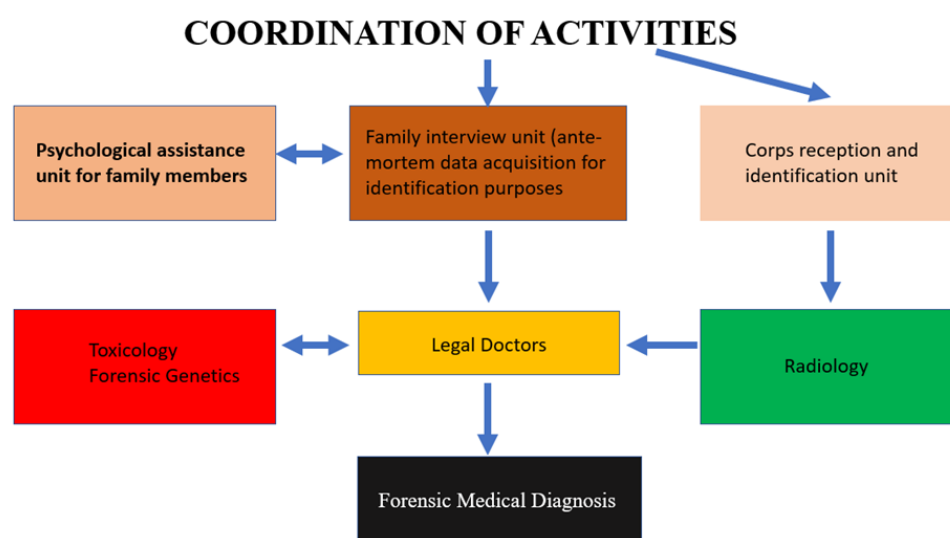 COORDINATION OF ACTIVITIES
Psychological assistance
unit for family members
Family interview unit (ante-
mortem data acquisition for
identification purposes
Corps reception and
identification unit
Toxicology
Forensic Genetics
Legal Doctors
Radiology
Forensic Medical Diagnosis